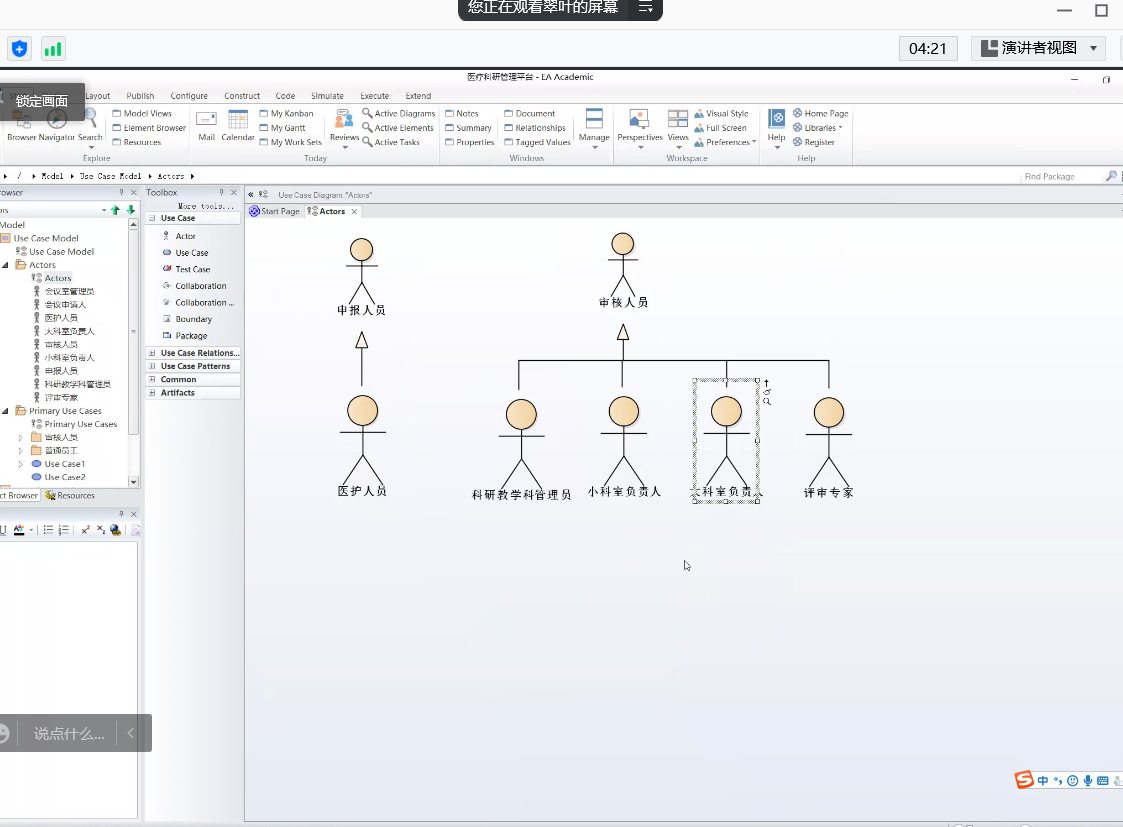 您正在观看翠叶的屏幕
04:21
演讲者视图
医疗科研管理平台 - EA Academic
锁定画面
Layout Publish Configure Construct Code Simulate Execute Extend
Browser Navigator Search
Model Views
Element Browser
Resources
Explore
Mail Calendar
My Kanban
My Gantt
My Work Sets
Reviews
Active Diagrams
Active Elements
Active Tasks
Today
Notes
Summary
Properties
Document
Relationships
Tagged Values
Windows
Manage
Perspectives Views
Visual Style
Full Screen
Preferences
Workspace
Help
Home Page
Libraries
Register
Help
/ Model Use Case Model Actors
Find Package
rowser
ors
Model
Use Case Model
Use Case Model
Actors
Actors
会议室管理员
会议申请人
医护人员
大科室负责人
审核人员
小科室负责人
申报人员
科研教学科管理员
评审专家
Primary Use Cases
Primary Use Cases
审核人员
普通员工
Use Case1
Use Case2
ct Browser Resources
Toolbox
More tools...
Use Case
Actor
Use Case
Test Case
Collaboration
Collaboration ...
Boundary
Package
Use Case Relations...
Use Case Patterns
Common
Artifacts
Use Case Diagram: "Actors"
Start Page Actors
申报人员
审核人员
医护人员
科研教学科管理员
小科室负责人
大科室负责人
评审专家
说点什么...
中